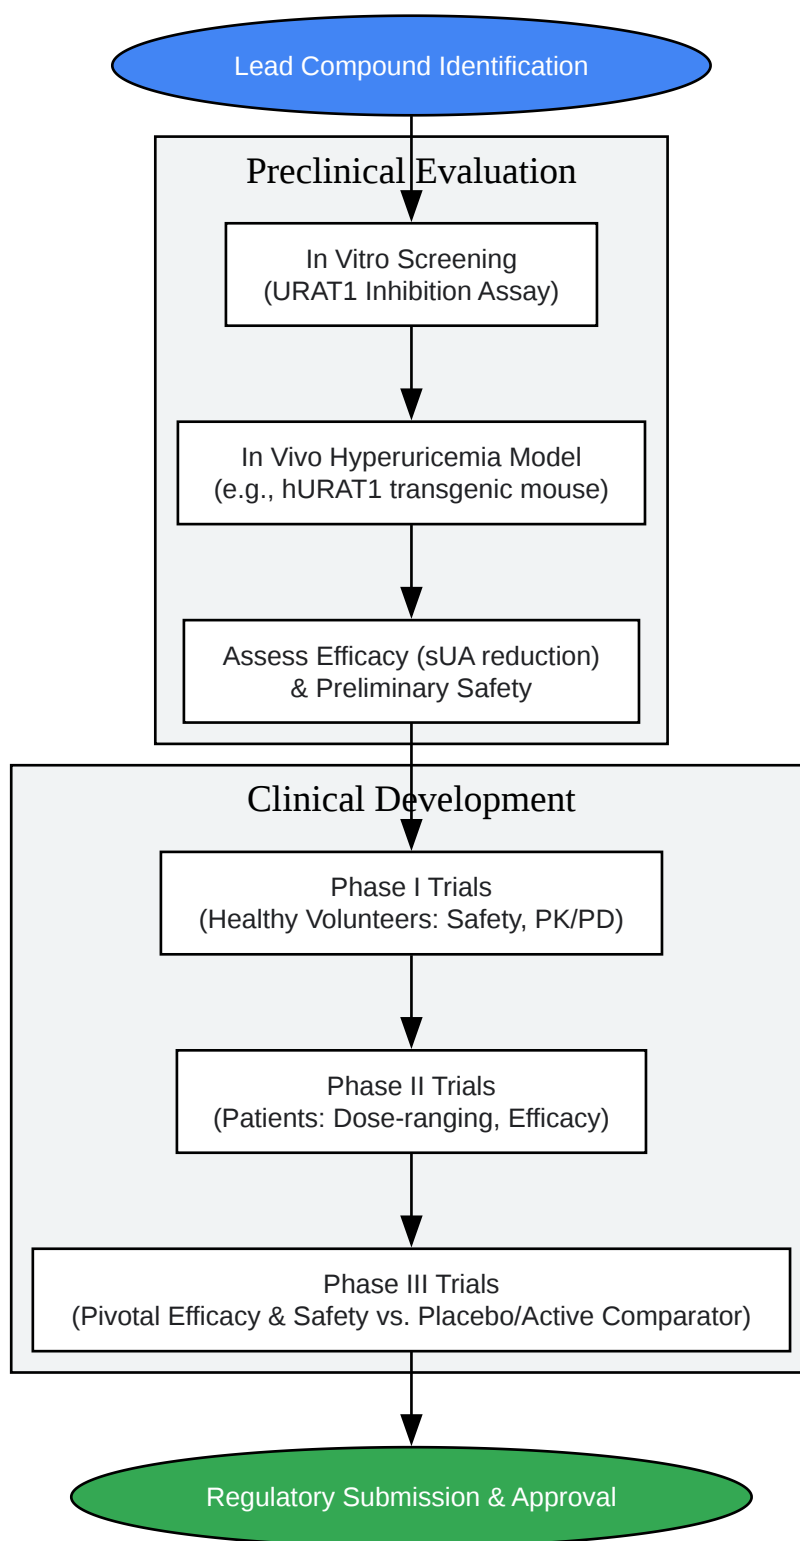 Lead Compound Identification
Preclinical Evaluation
In Vitro Screening
(URAT1 Inhibition Assay)
In Vivo Hyperuricemia Model
(e.g., hURAT1 transgenic mouse)
Assess Efficacy (sUA reduction)
& Preliminary Safety
Clinical Development
Phase I Trials
(Healthy Volunteers: Safety, PK/PD)
Phase II Trials
(Patients: Dose-ranging, Efficacy)
Phase III Trials
(Pivotal Efficacy & Safety vs. Placebo/Active Comparator)
Regulatory Submission & Approval